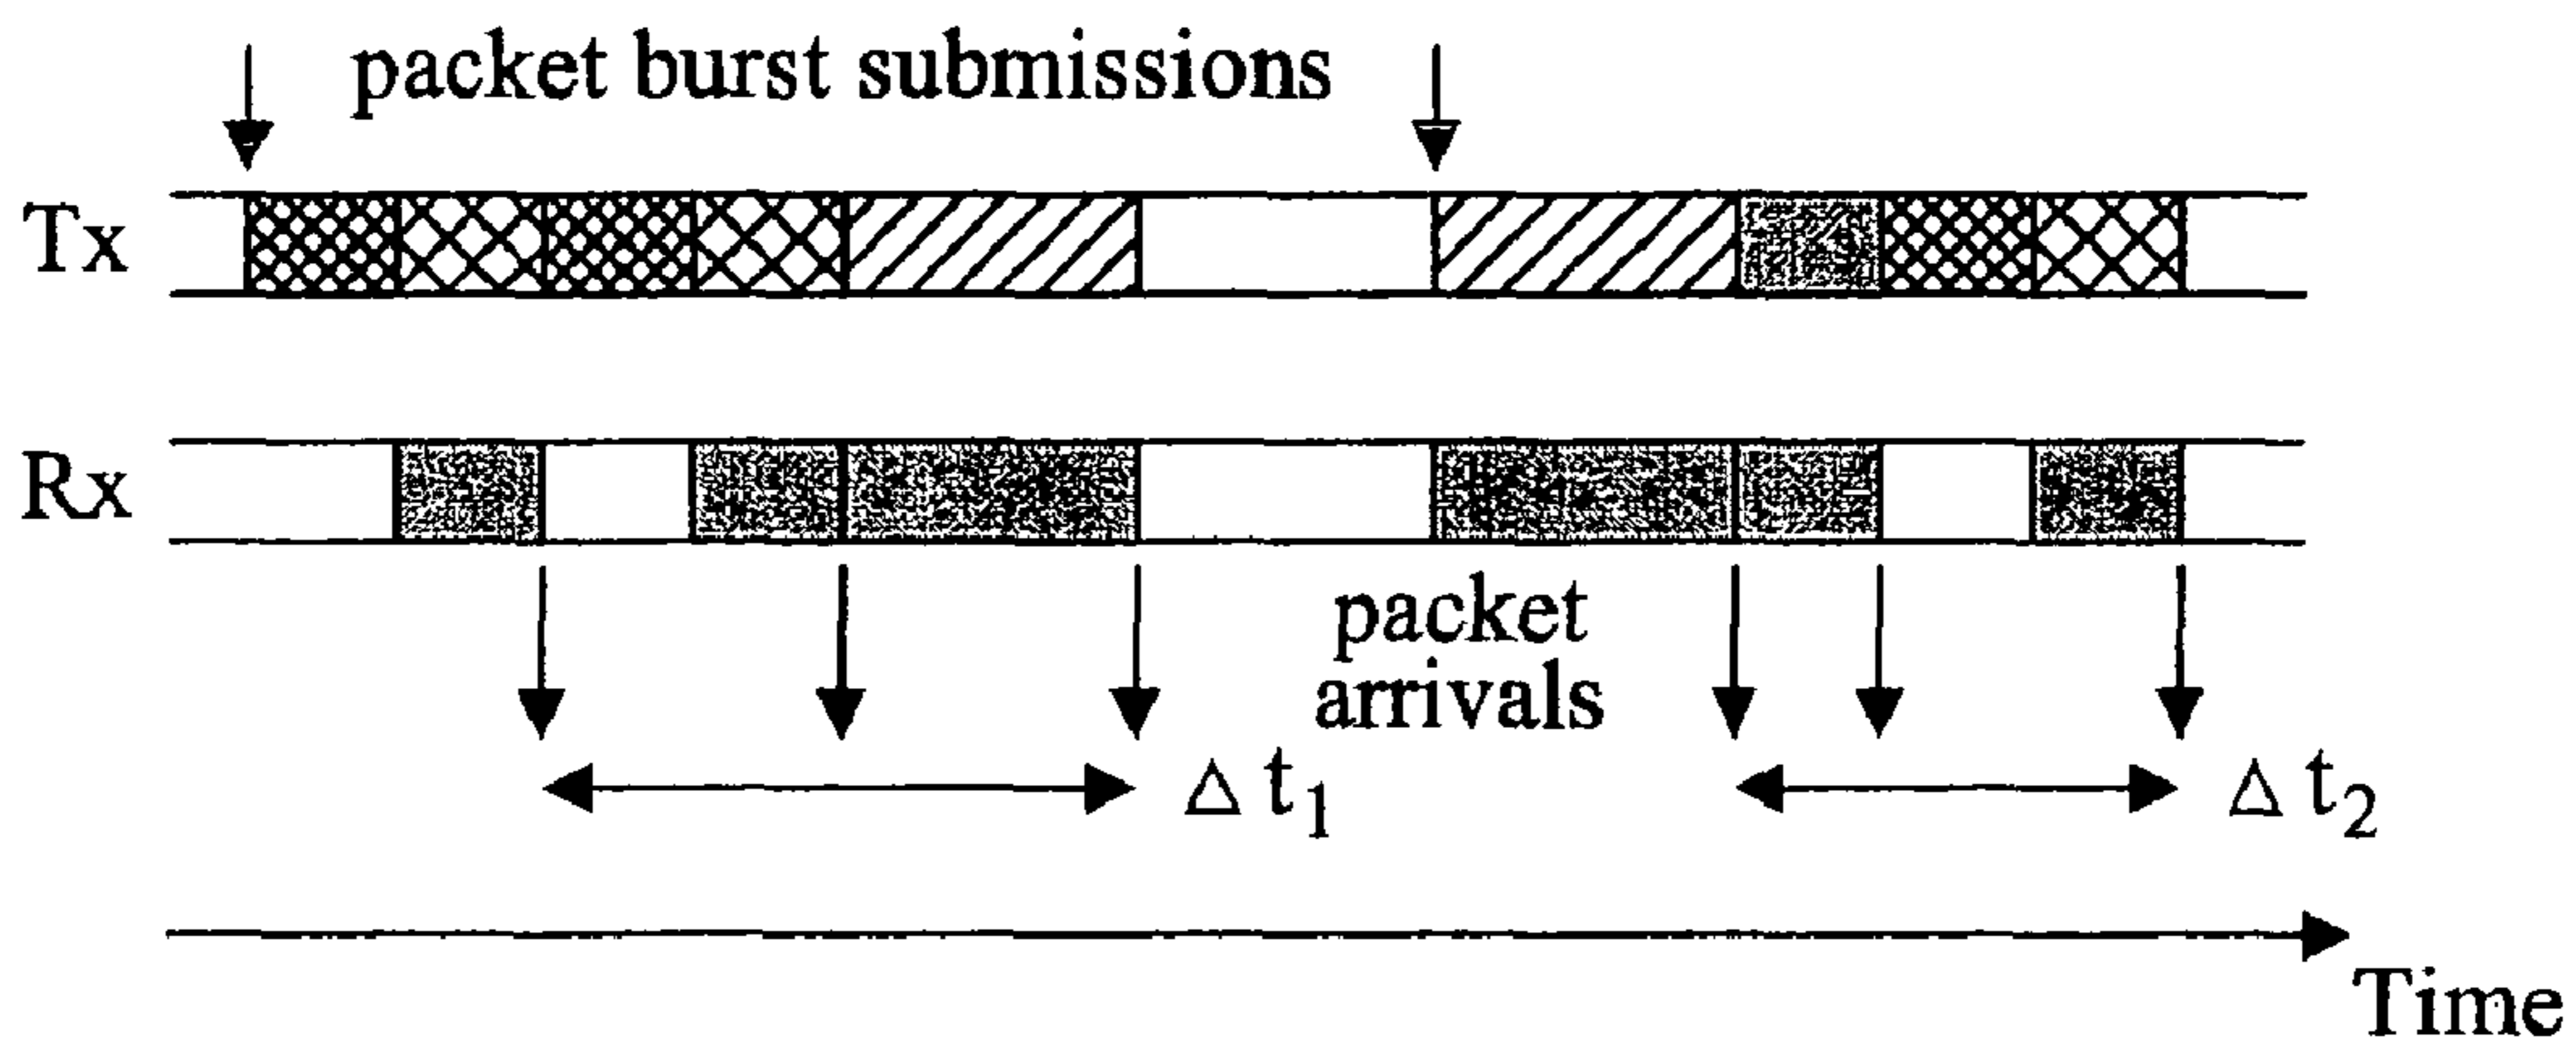 packet burst submissions
Tx
Rx
packet
arrivals
Δ t₁
Δ t₂
Time